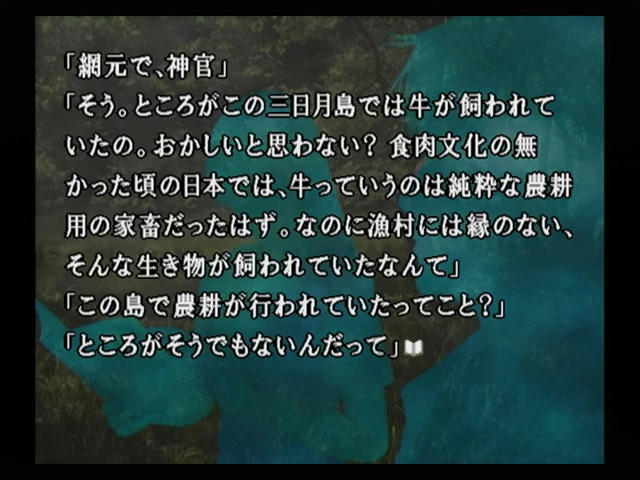 「網元で、神官」
「そう。ところがこの三日月島では牛が飼われて
いたの。おかしいと思わない？ 食肉文化の無
かった頃の日本では、牛っていうのは純粋な農耕
用の家畜だったはず。なのに漁村には縁のない、
そんな生き物が飼われていたなんて」
「この島で農耕が行われていたってこと？」
「ところがそうでもないんだって」